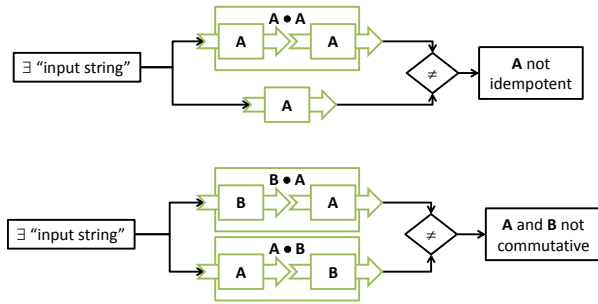 A ● A
A
A
∃ “input string”
≠
A not
idempotent
A
B ● A
B
A
∃ “input string”
≠
A and B not
commutative
A ● B
A
B